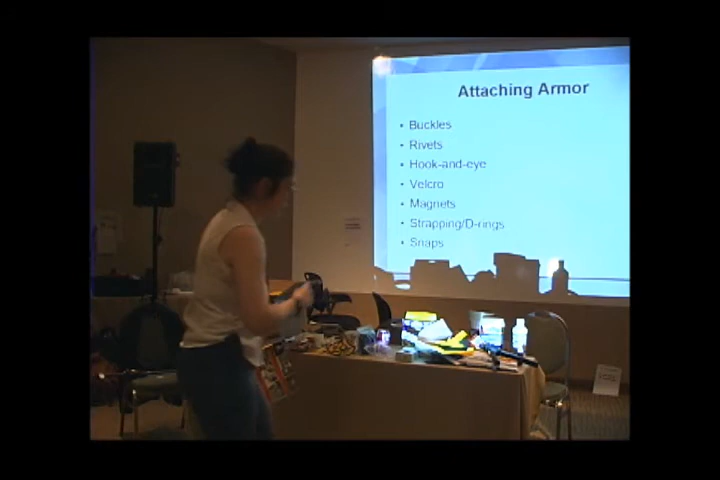 Attaching Armor
• Buckles
• Rivets
• Hook-and-eye
• Velcro
• Magnets
• Strapping/D-rings
• Snaps